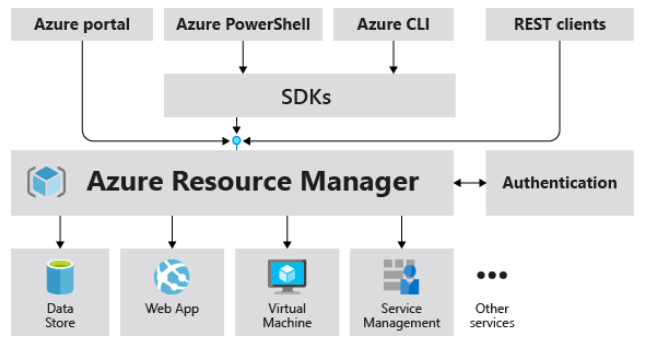 Azure portal
Azure PowerShell
Azure CLI
REST clients
SDKs
Azure Resource Manager
Authentication
Data
Store
Web App
Virtual
Machine
Service
Management
Other
services